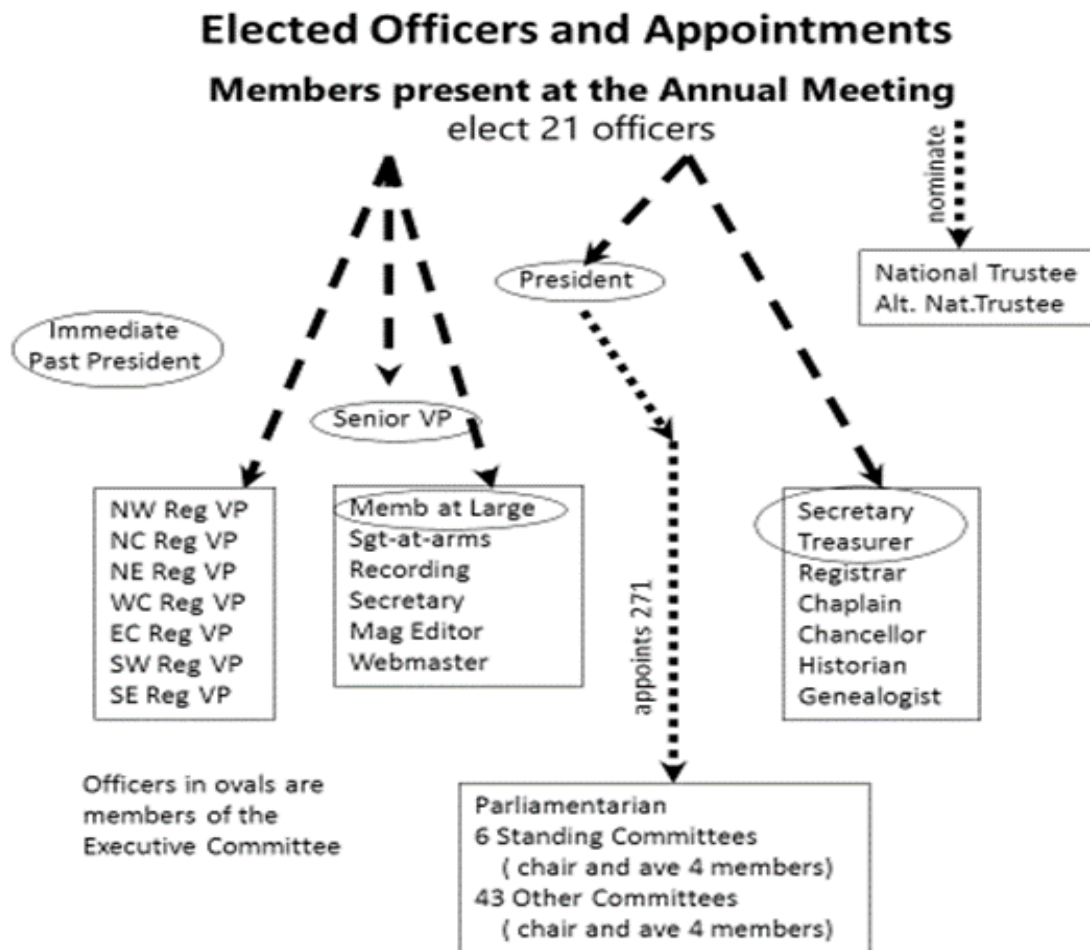 Elected Officers and Appointments
Members present at the Annual Meeting
elect 21 officers
nominate
National Trustee
Alt. Nat.Trustee
President
Immediate
Past President
Senior VP
NW Reg VP
NC Reg VP
NE Reg VP
WC Reg VP
EC Reg VP
SW Reg VP
SE Reg VP
Memb at Large
Sgt-at-arms
Recording
Secretary
Mag Editor
Webmaster
appoints 271
Secretary
Treasurer
Registrar
Chaplain
Chancellor
Historian
Genealogist
Officers in ovals are
members of the
Executive Committee
Parliamentarian
6 Standing Committees
( chair and ave 4 members)
43 Other Committees
( chair and ave 4 members)